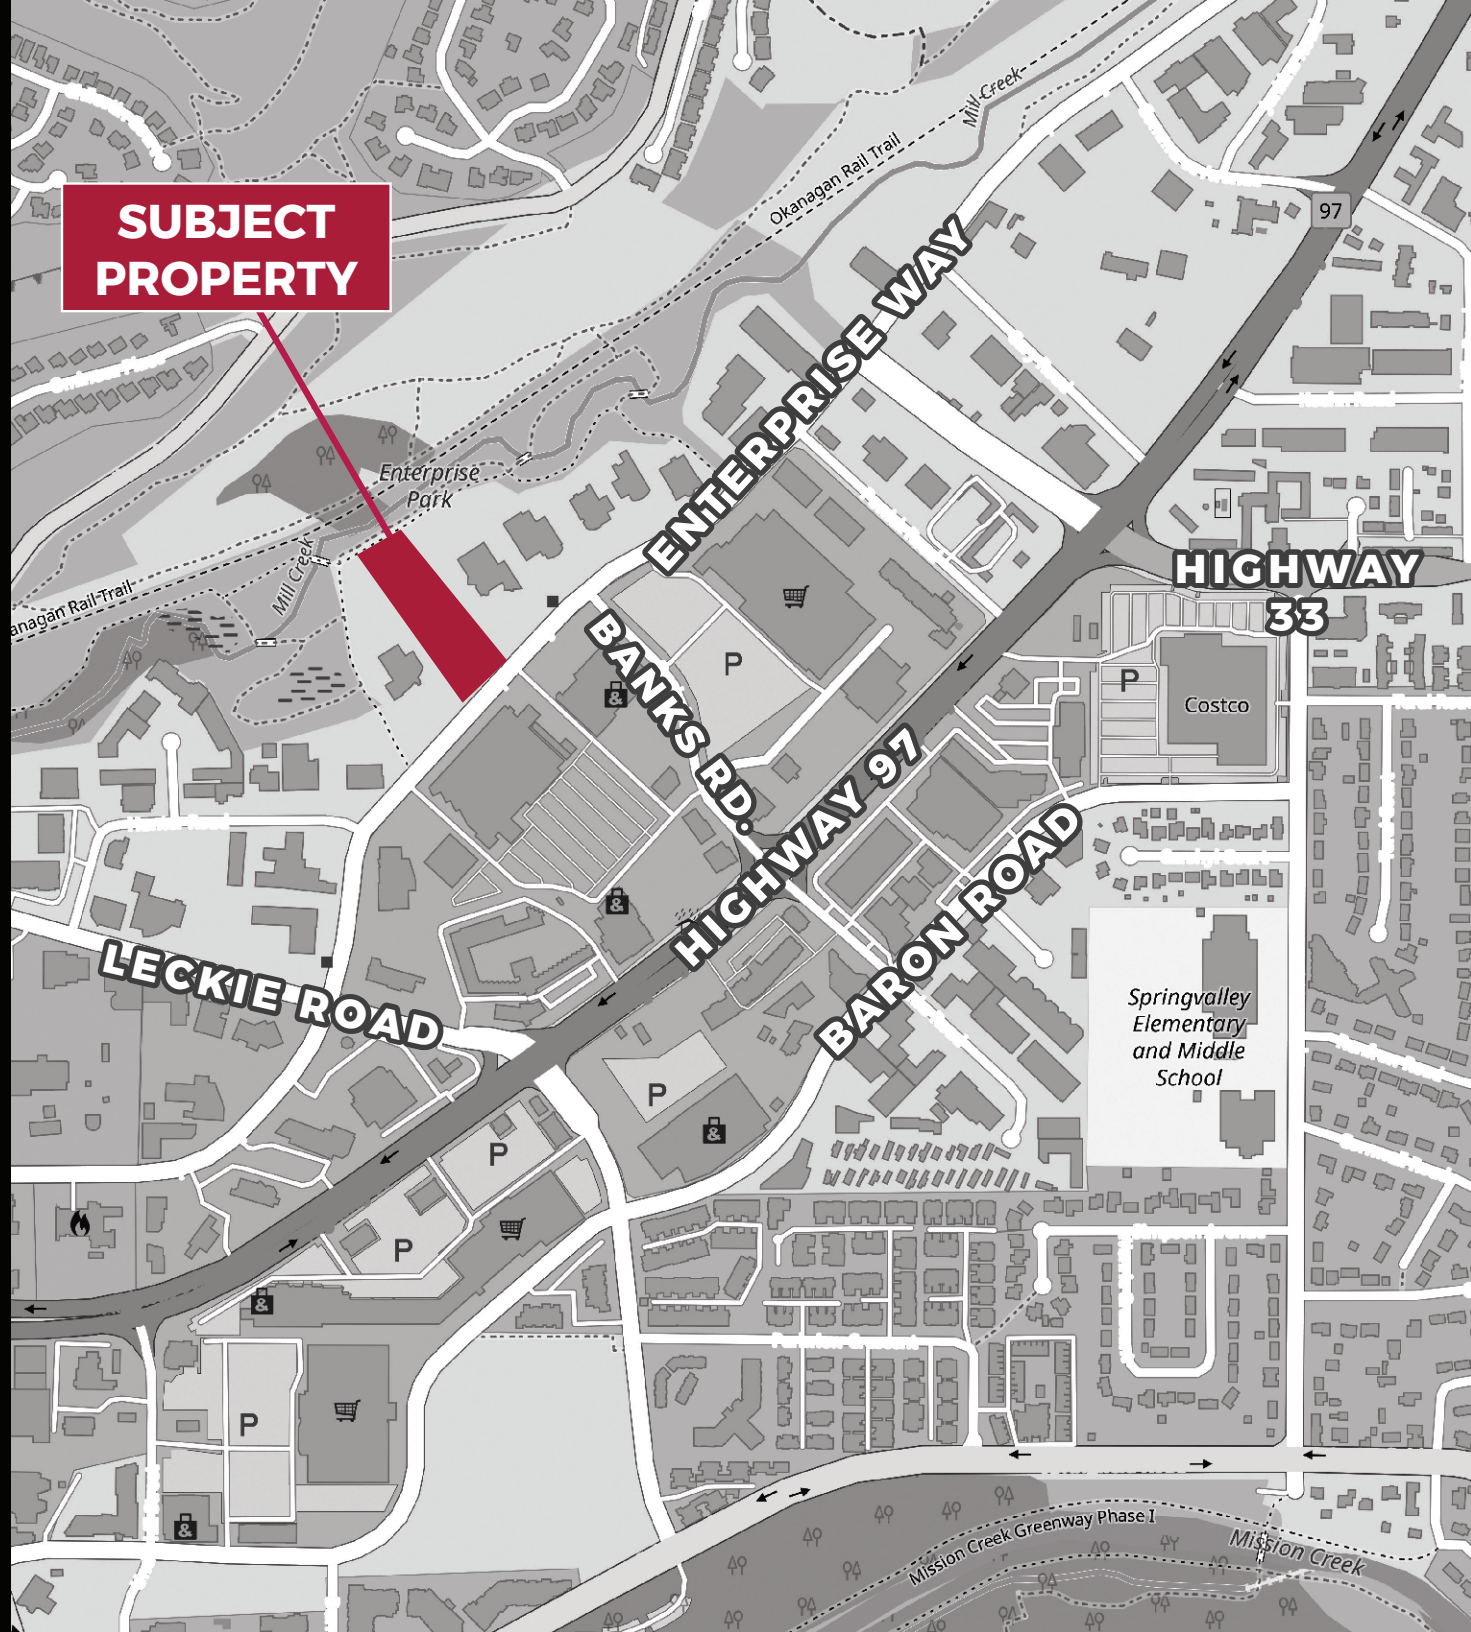 Mill Creek
Okanagan Rail Trail
97
SUBJECT
PROPERTY
ENTERPRISE WAY
Enterprise
Park
Mill Creek
anagan Rail Trail
HIGHWAY
33
BANKS RD.
P
P
Costco
&
HIGHWAY 97
BARON ROAD
&
LECKIE ROAD
Springvalley
Elementary
and Middle
School
P
&
P
P
&
P
&
Mission Creek Greenway Phase I
Mission Creek